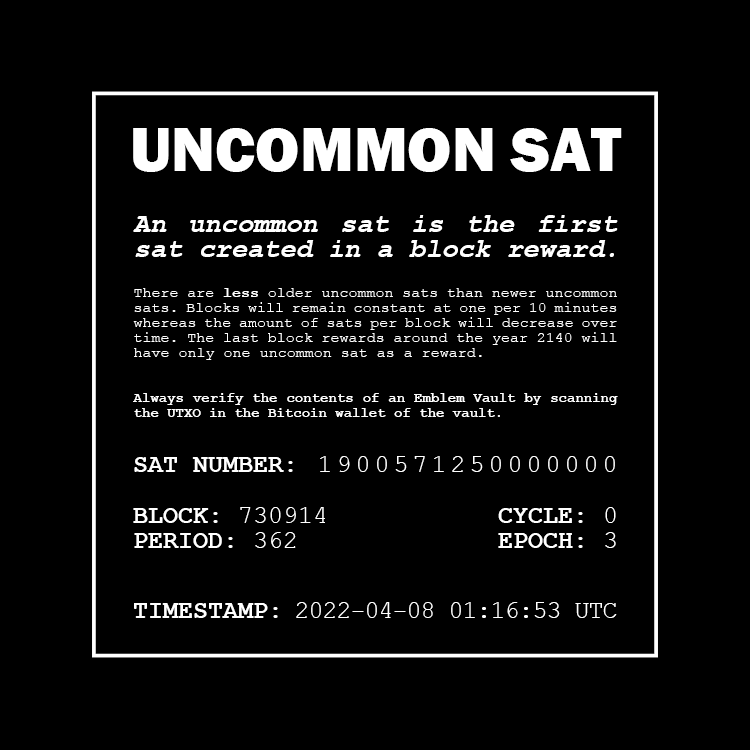 UNCOMMON SAT
An uncommon sat is the first
sat created in a block reward.
There are less older uncommon sats than newer uncommon
sats. Blocks will remain constant at one per 10 minutes
whereas the amount of sats per block will decrease over
time. The last block rewards around the year 2140 will
have only one uncommon sat as a reward.
Always verify the contents of an Emblem Vault by scanning
the UTXO in the Bitcoin wallet of the vault.
SAT NUMBER: 1900571250000000
BLOCK: 730914 CYCLE: 0
PERIOD: 362 EPOCH: 3
TIMESTAMP: 2022-04-08 01:16:53 UTC